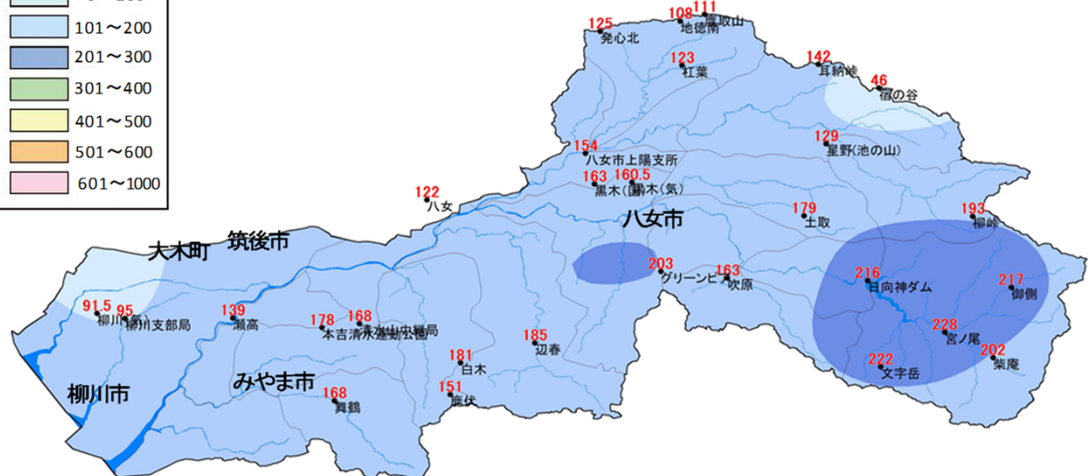 101～200
201～300
301～400
401～500
501～600
601～1000
111
108
地徳南
125
発心北
123
杠葉
142
耳納峠
46
宿の谷
129
星野(池の山)
154
八女市上陽支所
163
160.5
122
八女
八女市
179
土取
193
柳峠
大木町
筑後市
203
グリーンピ
163
吹原
216
日向神ダム
217
御側
91.5
95
柳川支部局
139
瀬高
178
168
228
宮ノ尾
185
辺春
202
柴庵
181
白木
222
文字岳
柳川市
みやま市
151
168
舞鶴